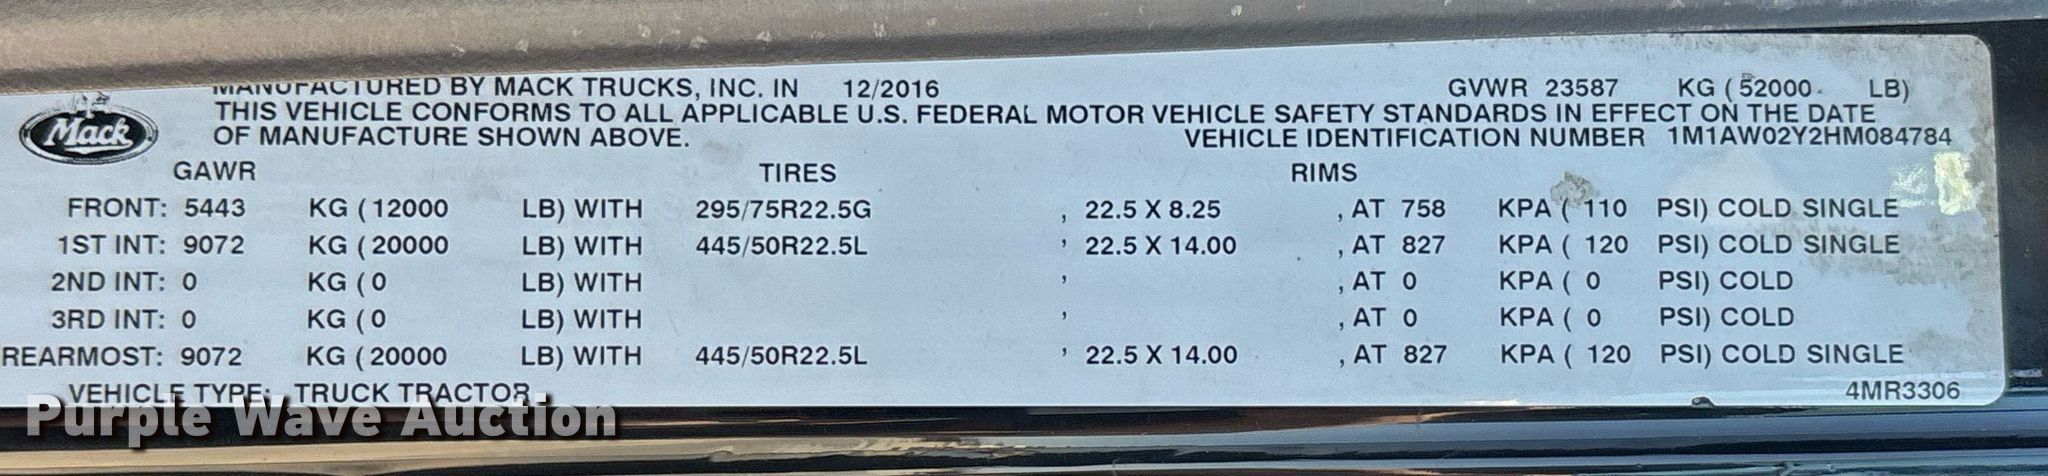 MANUFACTURED BY MACK TRUCKS, INC. IN 12/2016 GVWR 23587 KG ( 52000 LB)
THIS VEHICLE CONFORMS TO ALL APPLICABLE U.S. FEDERAL MOTOR VEHICLE SAFETY STANDARDS IN EFFECT ON THE DATE
OF MANUFACTURE SHOWN ABOVE. VEHICLE IDENTIFICATION NUMBER 1M1AW02Y2HM084784
Mack
GAWR TIRES RIMS
FRONT: 5443 KG ( 12000 LB) WITH 295/75R22.5G , 22.5 X 8.25 , AT 758 KPA ( 110 PSI) COLD SINGLE
1ST INT: 9072 KG ( 20000 LB) WITH 445/50R22.5L , 22.5 X 14.00 , AT 827 KPA ( 120 PSI) COLD SINGLE
2ND INT: 0 KG ( 0 LB) WITH , , AT 0 KPA ( 0 PSI) COLD
3RD INT: 0 KG ( 0 LB) WITH , , AT 0 KPA ( 0 PSI) COLD
REARMOST: 9072 KG ( 20000 LB) WITH 445/50R22.5L , 22.5 X 14.00 , AT 827 KPA ( 120 PSI) COLD SINGLE
VEHICLE TYPE: TRUCK TRACTOR 4MR3306
Purple Wave Auction